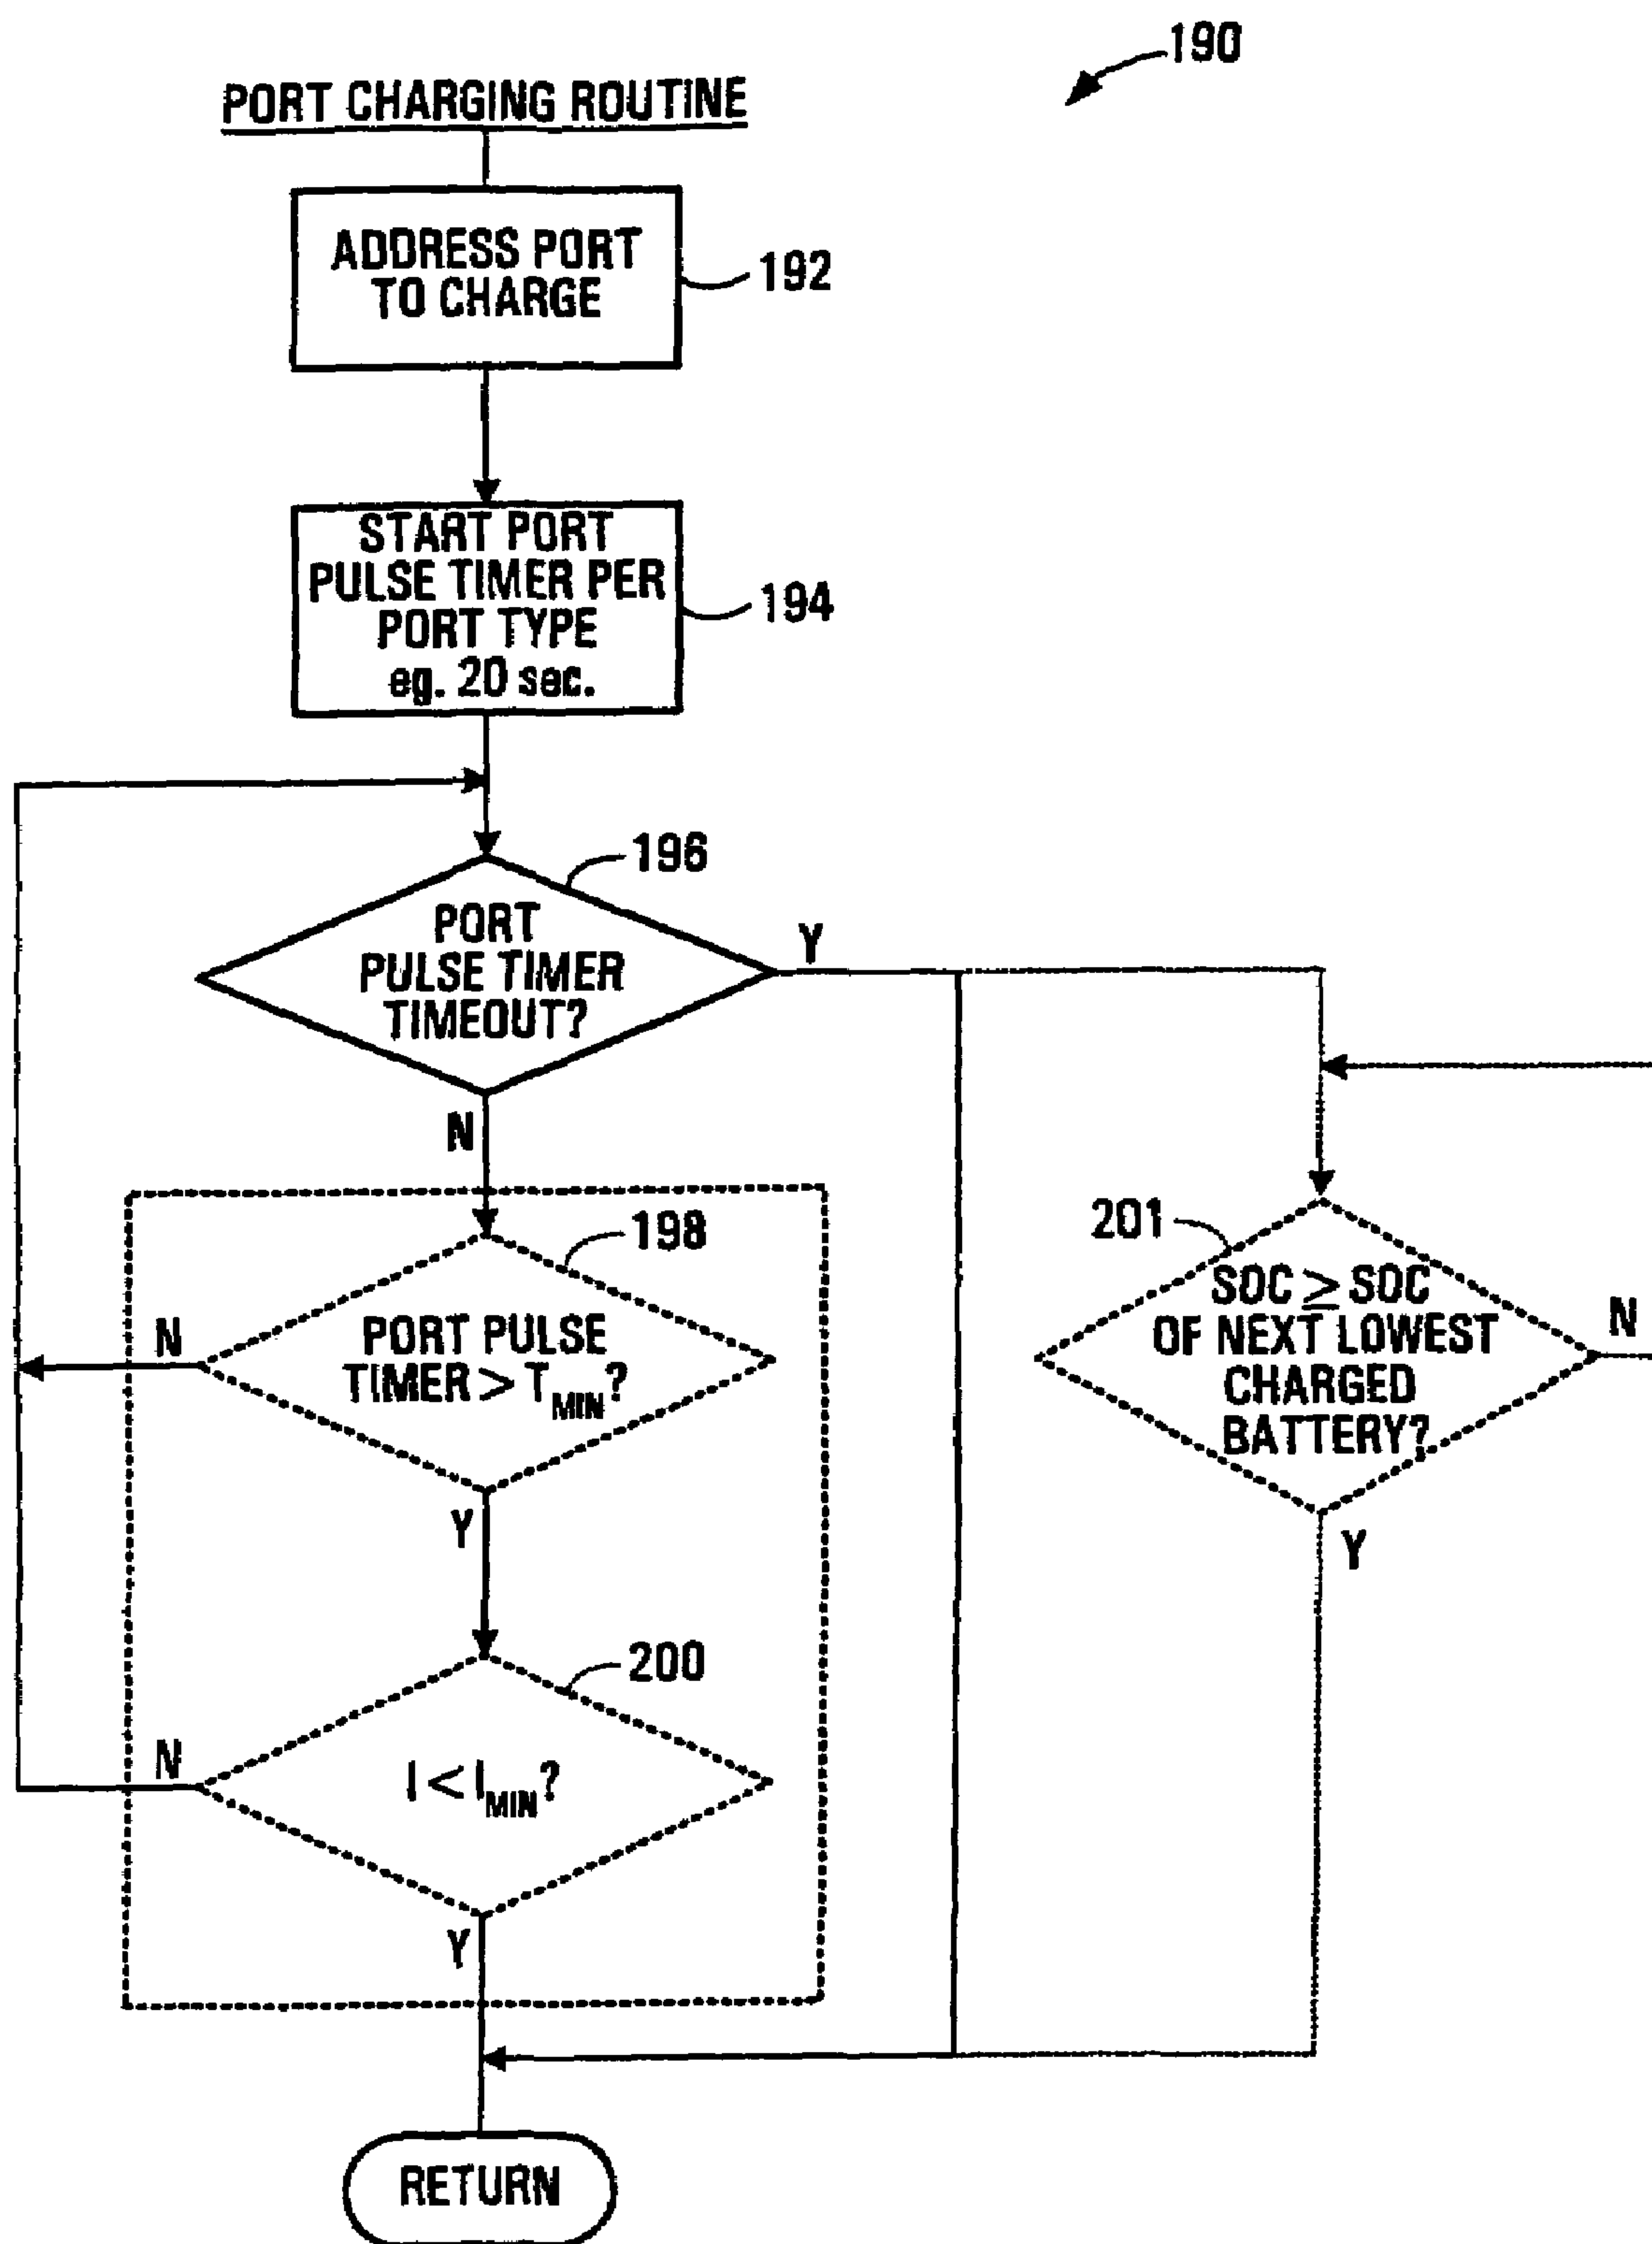 190
PORT CHARGING ROUTINE
ADDRESS PORT
TO CHARGE
192
START PORT
PULSE TIMER PER
PORT TYPE
eg. 20 sec.
194
196
PORT
PULSE TIMER
TIMEOUT?
Y
N
198
PORT PULSE
TIMER > TMIN?
N
Y
201
SOC ≥ SOC
OF NEXT LOWEST
CHARGED
BATTERY?
N
Y
200
I < IMIN?
N
Y
RETURN